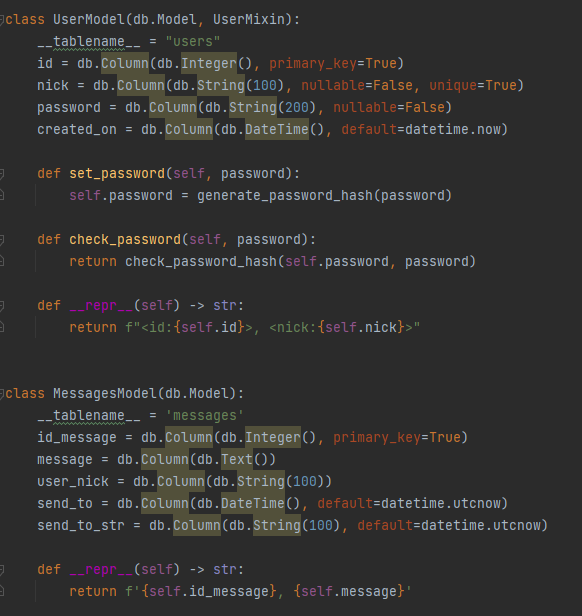 class UserModel(db.Model, UserMixin):
    __tablename__ = "users"
    id = db.Column(db.Integer(), primary_key=True)
    nick = db.Column(db.String(100), nullable=False, unique=True)
    password = db.Column(db.String(200), nullable=False)
    created_on = db.Column(db.DateTime(), default=datetime.now)
    def set_password(self, password):
        self.password = generate_password_hash(password)
    def check_password(self, password):
        return check_password_hash(self.password, password)
    def __repr__(self) -> str:
        return f"<id:{self.id}>, <nick:{self.nick}>"
class MessagesModel(db.Model):
    __tablename__ = 'messages'
    id_message = db.Column(db.Integer(), primary_key=True)
    message = db.Column(db.Text())
    user_nick = db.Column(db.String(100))
    send_to = db.Column(db.DateTime(), default=datetime.utcnow)
    send_to_str = db.Column(db.String(100), default=datetime.utcnow)
    def __repr__(self) -> str:
        return f'{self.id_message}, {self.message}'